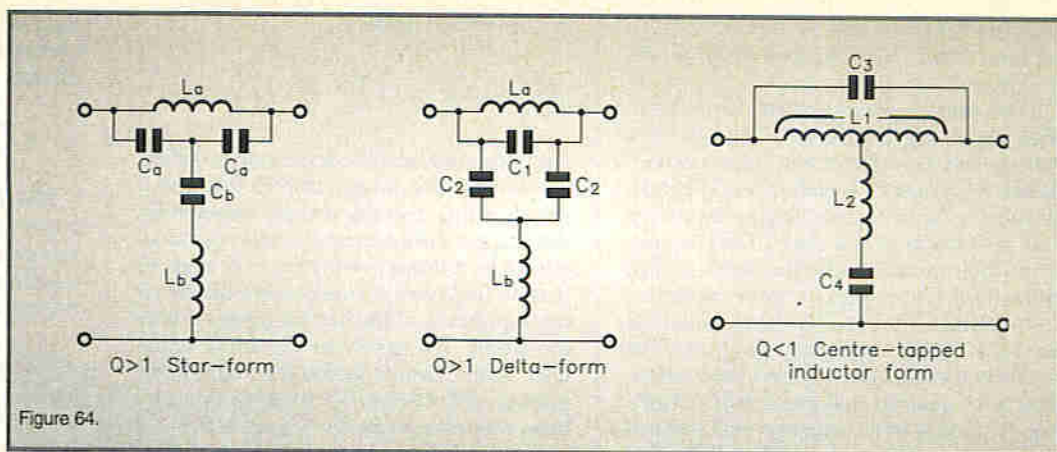 La
Ca
Ca
Cb
Lb
Q>1 Star-form
La
C1
C2
C2
Lb
Q>1 Delta-form
C3
L1
L2
C4
Q<1 Centre-tapped
inductor form
Figure 64.